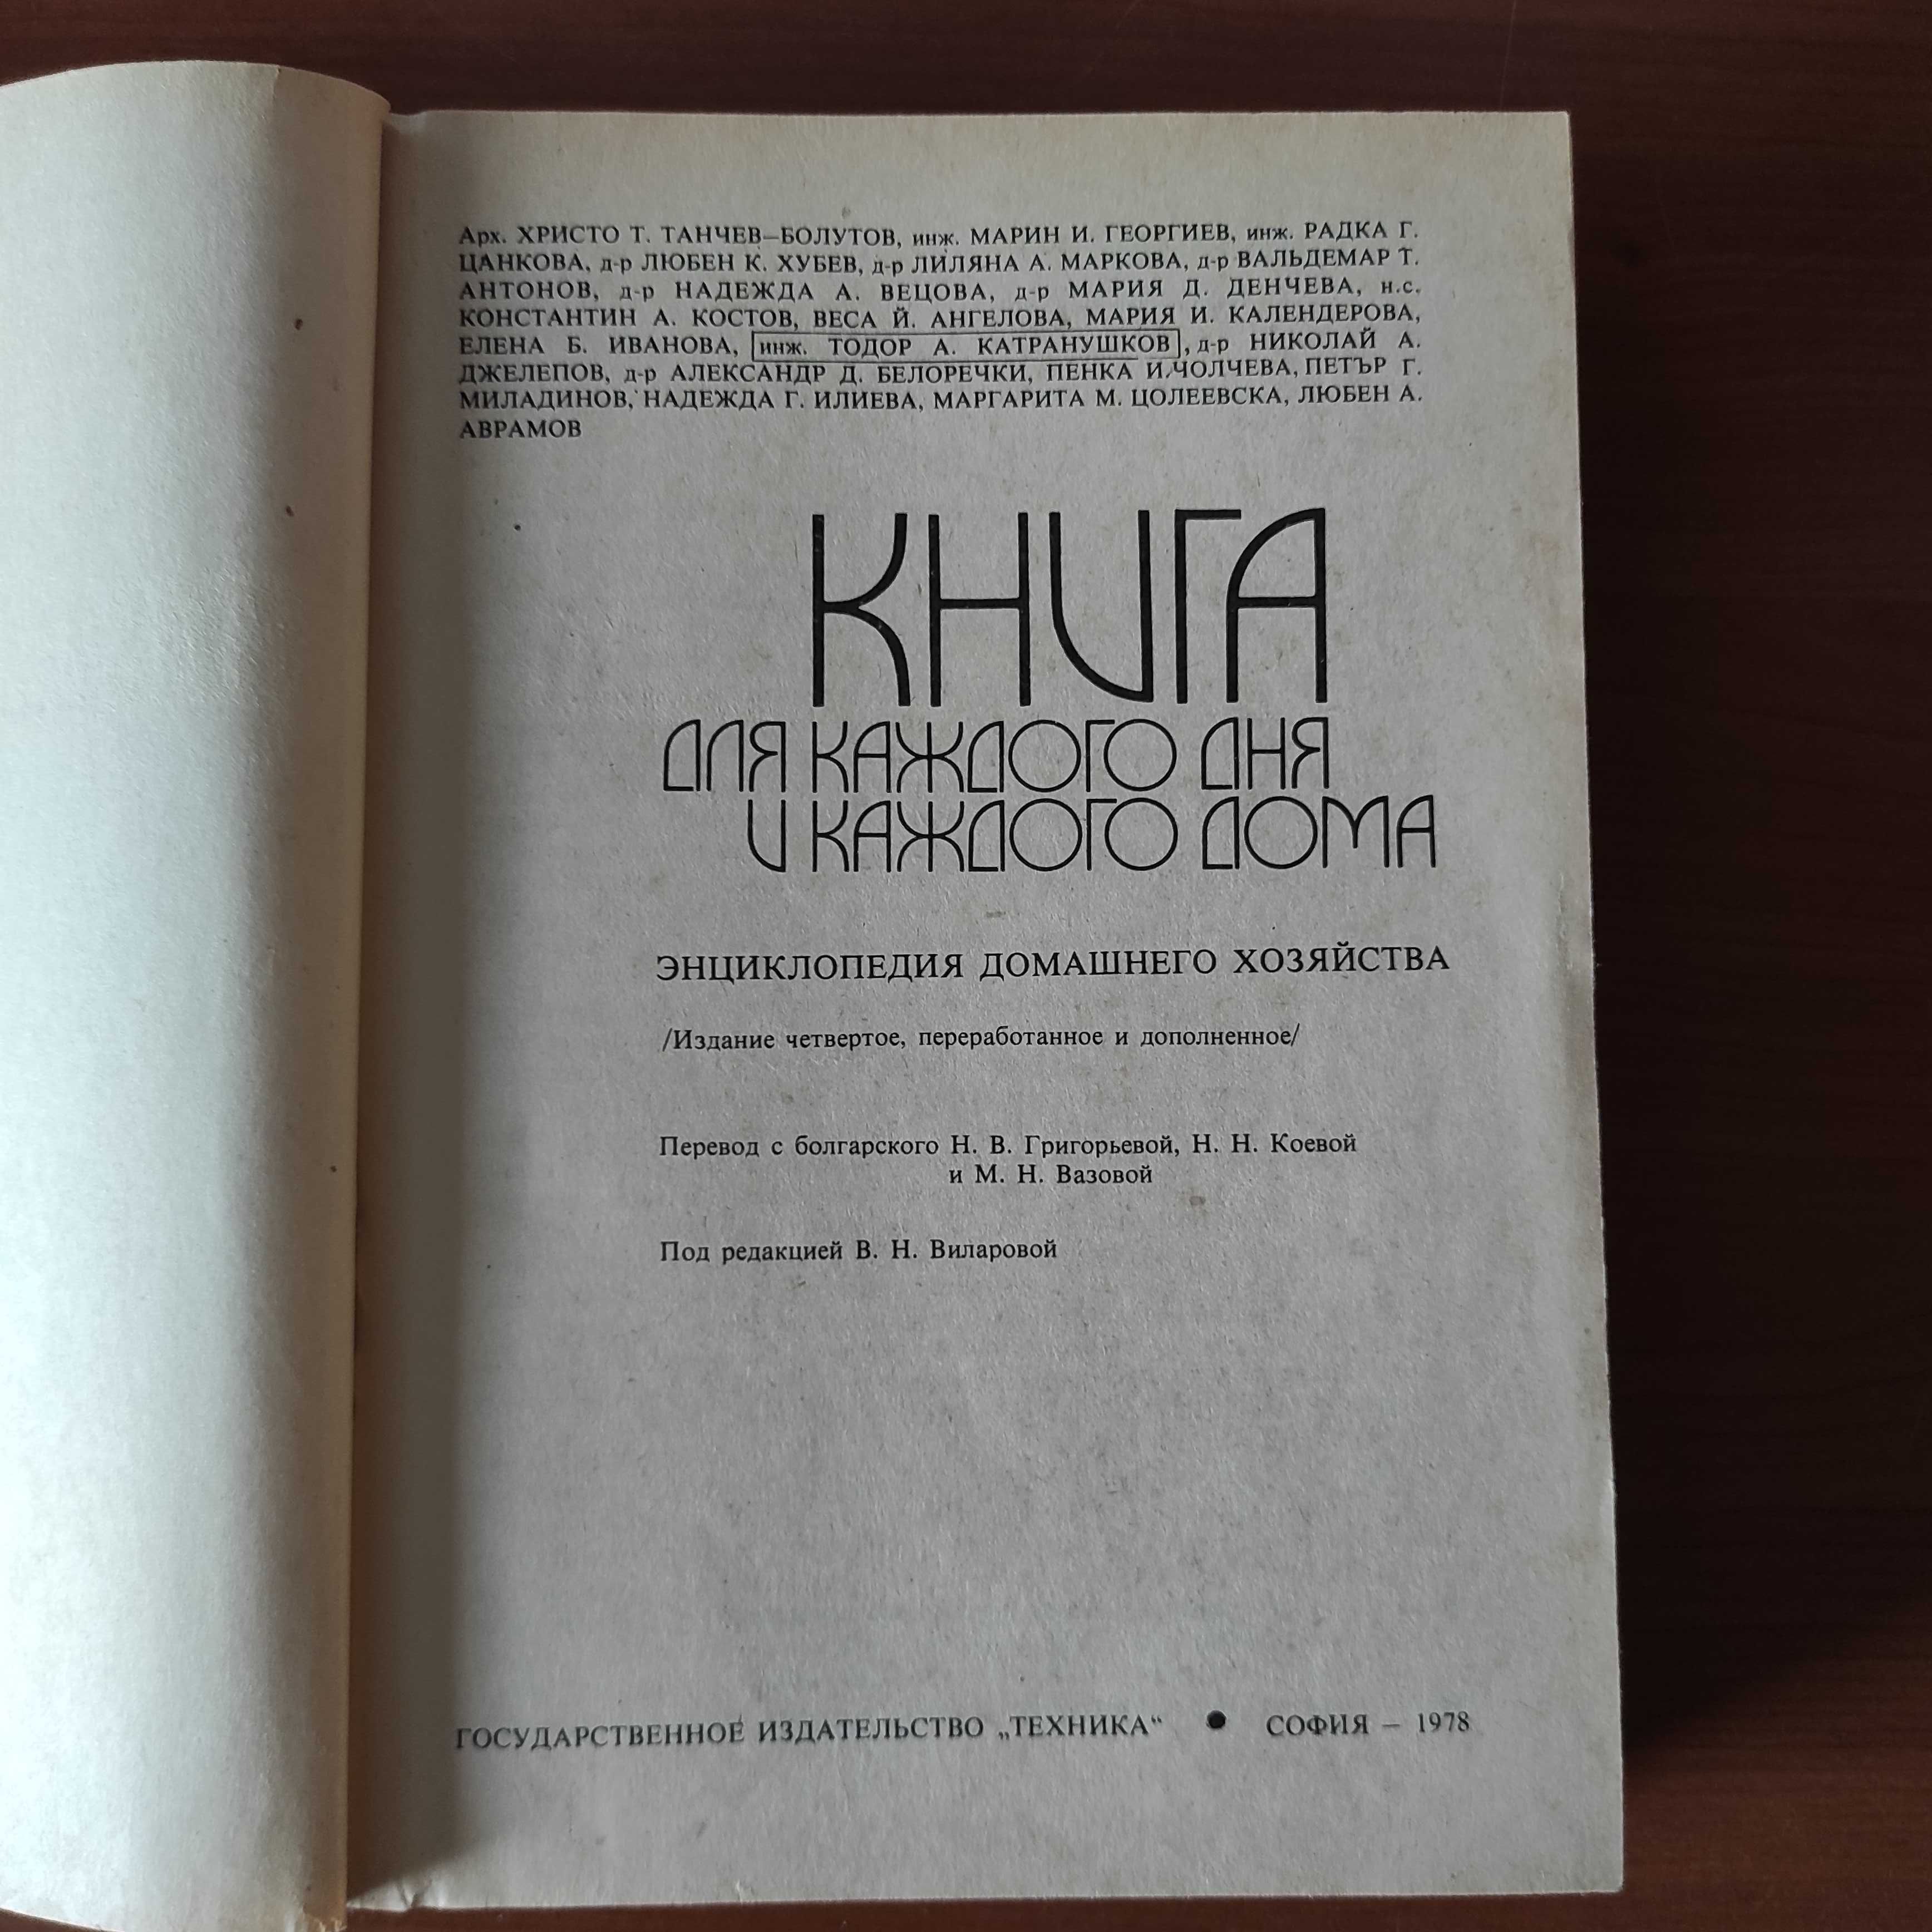 Арх. ХРИСТО Т. ТАНЧЕВ–БОЛУТОВ, инж. МАРИН И. ГЕОРГИЕВ, инж. РАДКА Г.
ЦАНКОВА, д-р ЛЮБЕН К. ХУБЕВ, д-р ЛИЛЯНА А. МАРКОВА, д-р ВАЛЬДЕМАР Т.
АНТОНОВ, д-р НАДЕЖДА А. ВЕЦОВА, д-р МАРИЯ Д. ДЕНЧЕВА, н.с.
КОНСТАНТИН А. КОСТОВ, ВЕСА Й. АНГЕЛОВА, МАРИЯ И. КАЛЕНДЕРОВА,
ЕЛЕНА Б. ИВАНОВА, инж. ТОДОР А. КАТРАНУШКОВ, д-р НИКОЛАЙ А.
ДЖЕЛЕПОВ, д-р АЛЕКСАНДР Д. БЕЛОРЕЧКИ, ПЕНКА И.ЧОЛЧЕВА, ПЕТЪР Г.
МИЛАДИНОВ, НАДЕЖДА Г. ИЛИЕВА, МАРГАРИТА М. ЦОЛЕЕВСКА, ЛЮБЕН А.
АВРАМОВ
КНИГА
ДЛЯ КАЖДОГО ДНЯ
И КАЖДОГО ДОМА
ЭНЦИКЛОПЕДИЯ ДОМАШНЕГО ХОЗЯЙСТВА
/Издание четвертое, переработанное и дополненное/
Перевод с болгарского Н. В. Григорьевой, Н. Н. Коевой
и М. Н. Вазовой
Под редакцией В. Н. Виларовой
ГОСУДАРСТВЕННОЕ ИЗДАТЕЛЬСТВО „ТЕХНИКА“ ● СОФИЯ – 1978